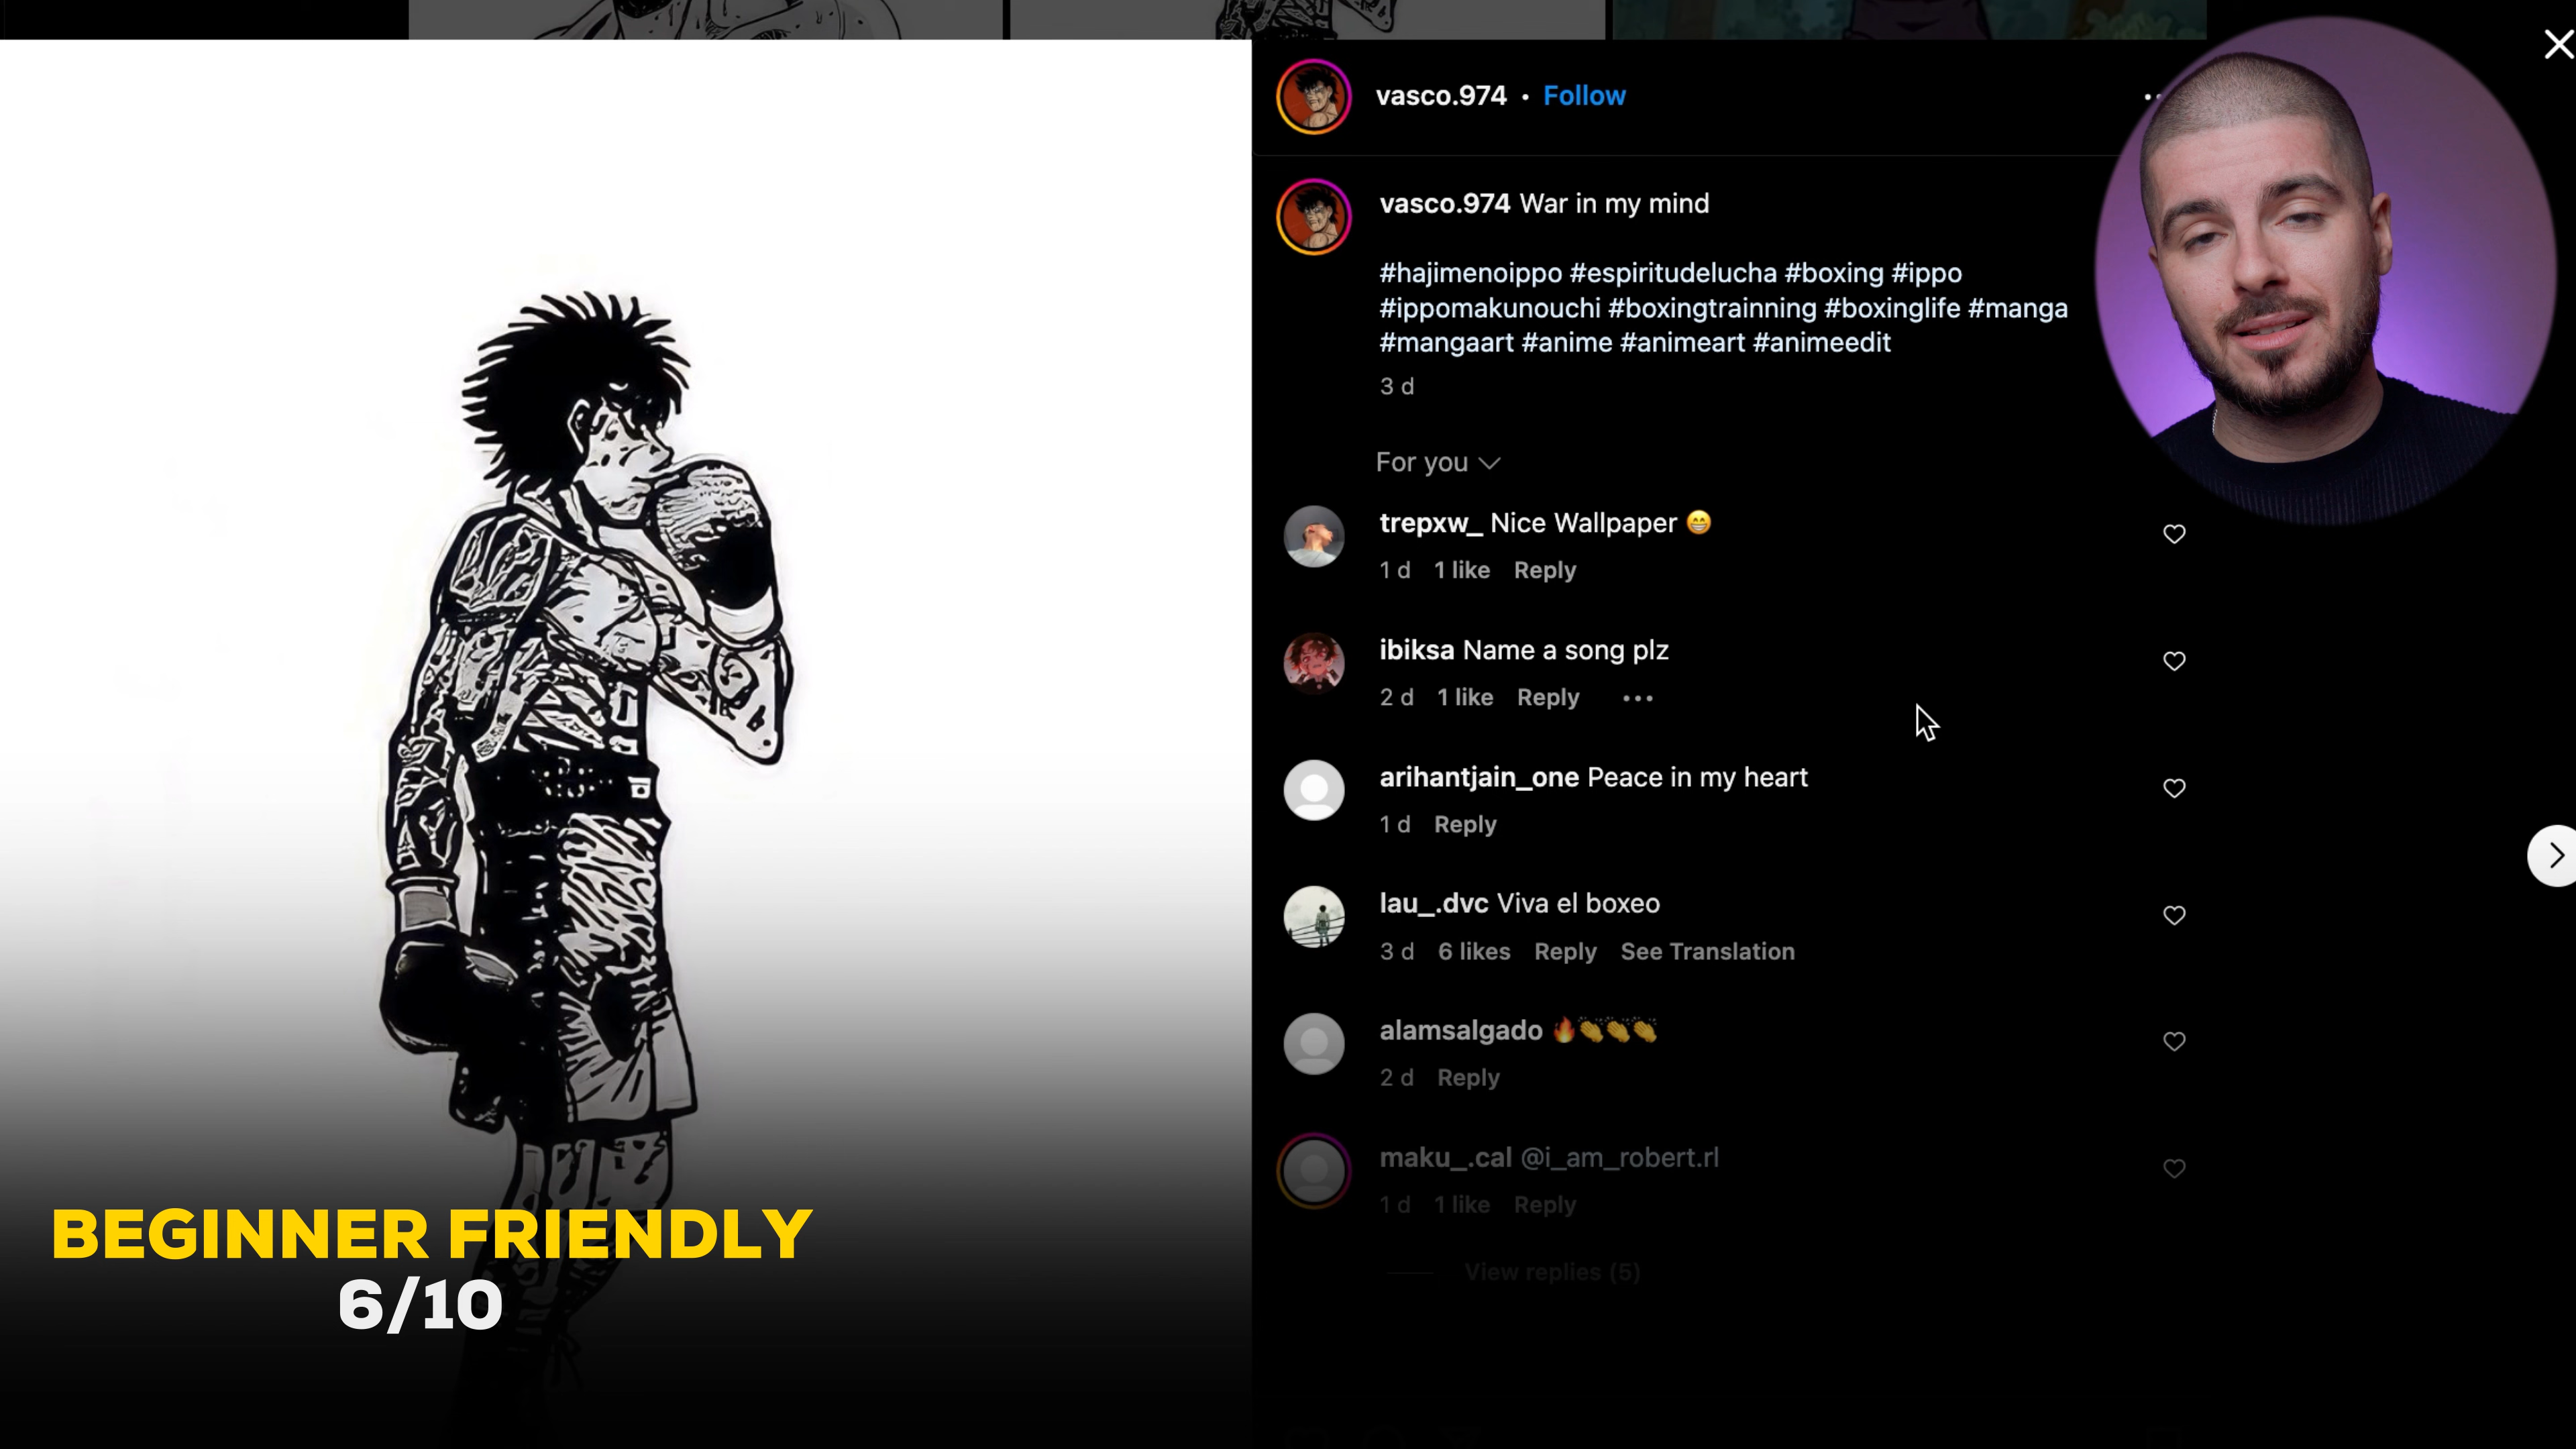 vasco.974 • Follow
vasco.974 War in my mind
#hajimenoippo #espiritudelucha #boxing #ippo
#ippomakunouchi #boxingtrainning #boxinglife #manga
#mangaart #anime #animeart #animeedit
3 d
For you
trepxw_ Nice Wallpaper 😁
1 d 1 like Reply
ibiksa Name a song plz
2 d 1 like Reply
arihantjain_one Peace in my heart
1 d Reply
lau_.dvc Viva el boxeo
3 d 6 likes Reply See Translation
alamsalgado 🔥👏👏👏
2 d Reply
maku_.cal @i_am_robert.rl
1 d 1 like Reply
View replies (5)
BEGINNER FRIENDLY
6/10